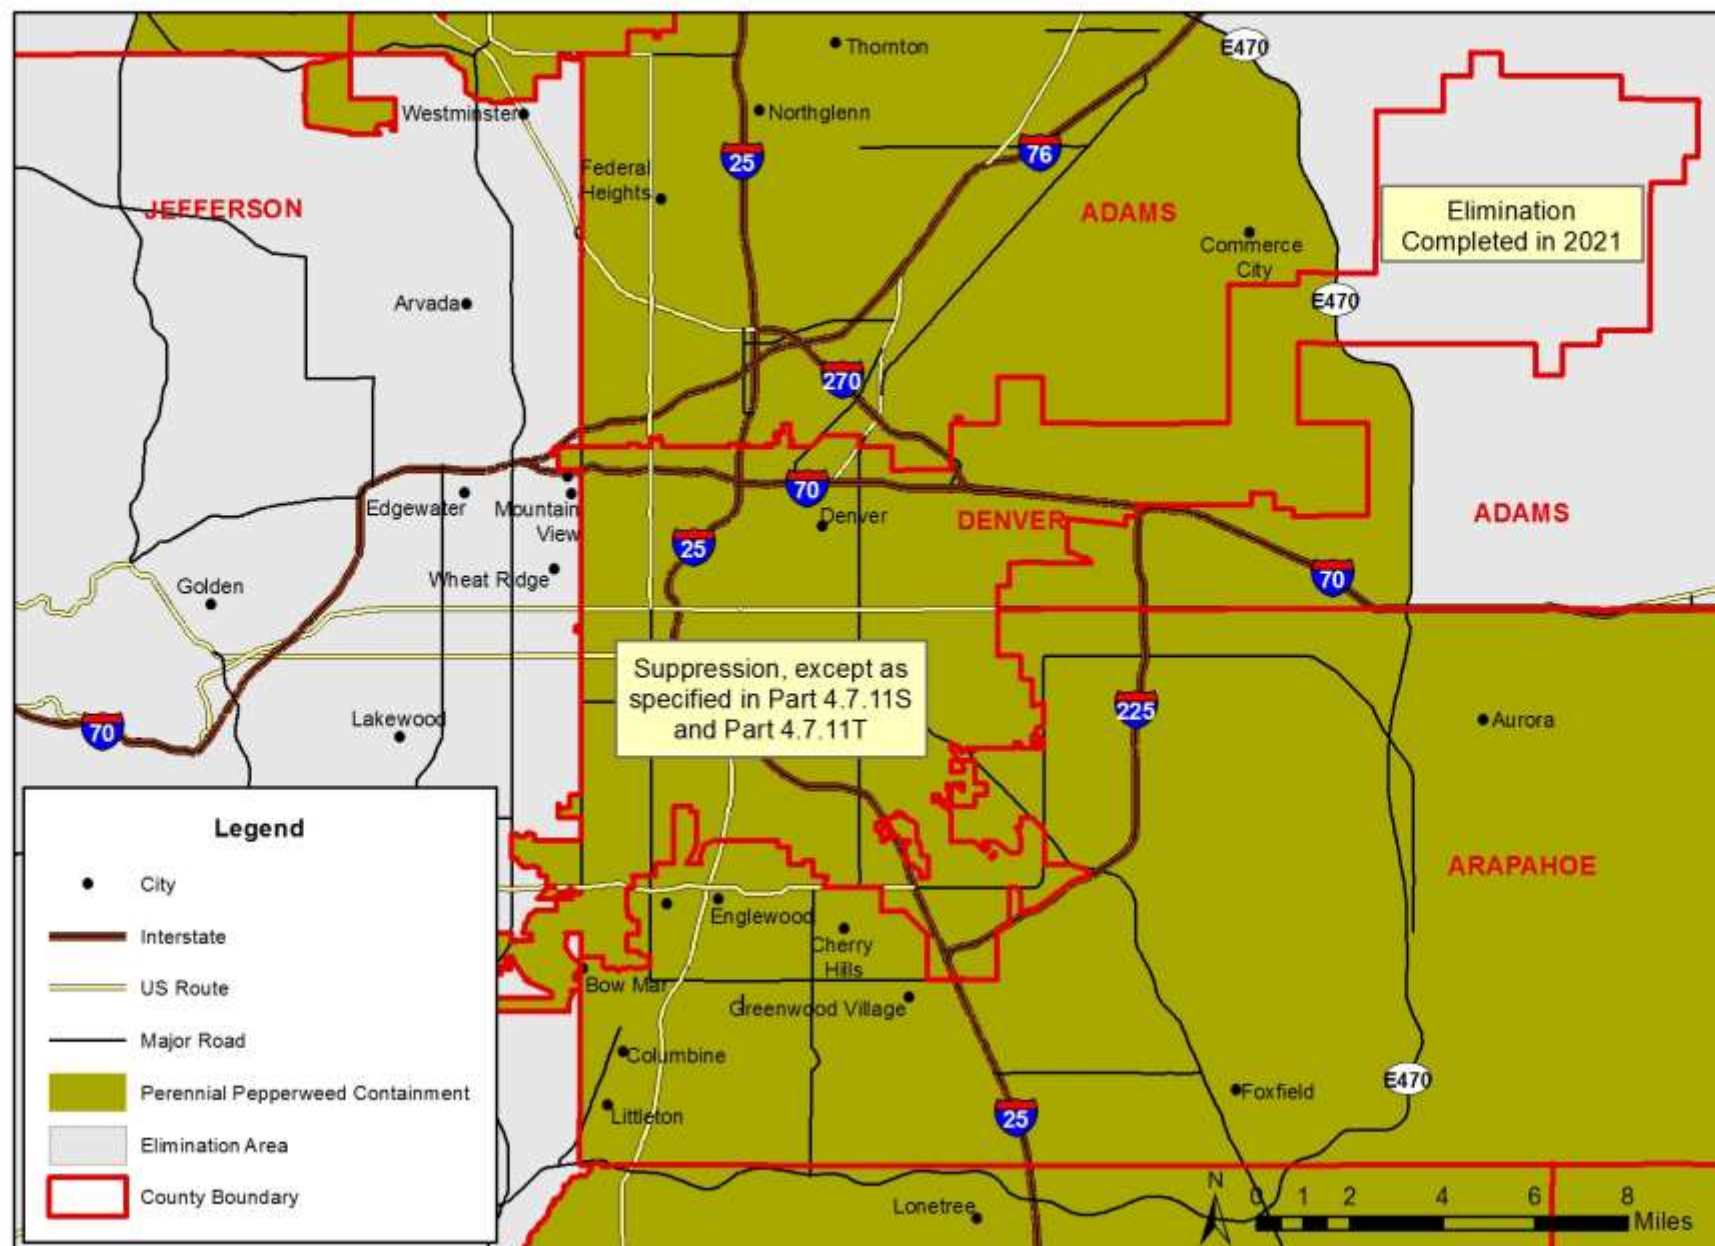 Thornton
E470
Northglenn
Westminster
25
76
Federal
Heights
JEFFERSON
ADAMS
Elimination
Completed in 2021
Commerce
City
Arvada
E470
270
70
Edgewater
Mountain
View
Denver
DENVER
ADAMS
25
Wheat Ridge
70
Golden
Suppression, except as
specified in Part 4.7.11S
and Part 4.7.11T
70
Lakewood
225
Aurora
ARAPAHOE
Englewood
Cherry
Hills
Bow Mar
Greenwood Village
Columbine
Littleton
E470
Foxfield
25
Lonetree
Legend
City
Interstate
US Route
Major Road
Perennial Pepperweed Containment
Elimination Area
County Boundary
N
0 1 2 4 6 8
Miles